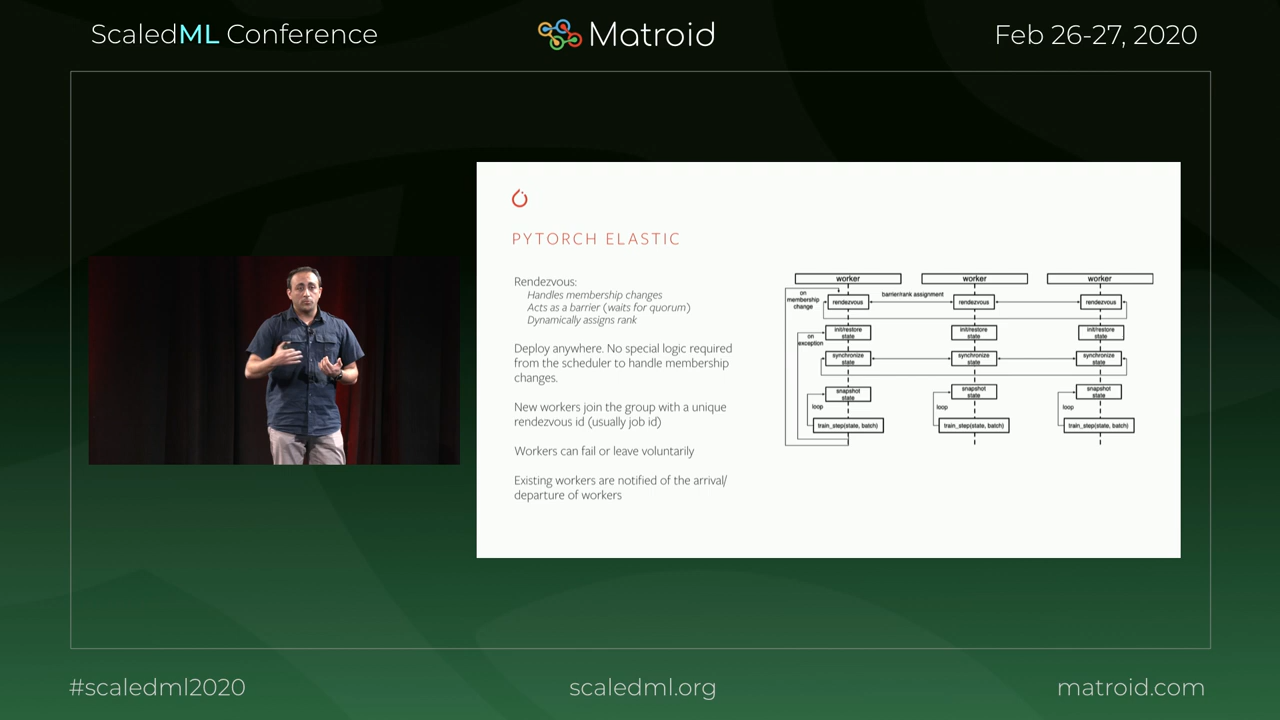 ScaledML Conference
Matroid
Feb 26-27, 2020
PYTORCH ELASTIC
Rendezvous:
Handles membership changes
Acts as a barrier (waits for quorum)
Dynamically assigns rank
Deploy anywhere. No special logic required
from the scheduler to handle membership
changes.
New workers join the group with a unique
rendezvous id (usually job id)
Workers can fail or leave voluntarily
Existing workers are notified of the arrival/
departure of workers
worker
worker
worker
on
membership
change
barrier/rank assignment
rendezvous
rendezvous
rendezvous
on
exception
init/restore
state
init/restore
state
init/restore
state
synchronize
state
synchronize
state
synchronize
state
snapshot
state
snapshot
state
snapshot
state
loop
loop
loop
train_step(state, batch)
train_step(state, batch)
train_step(state, batch)
#scaledml2020
scaledml.org
matroid.com